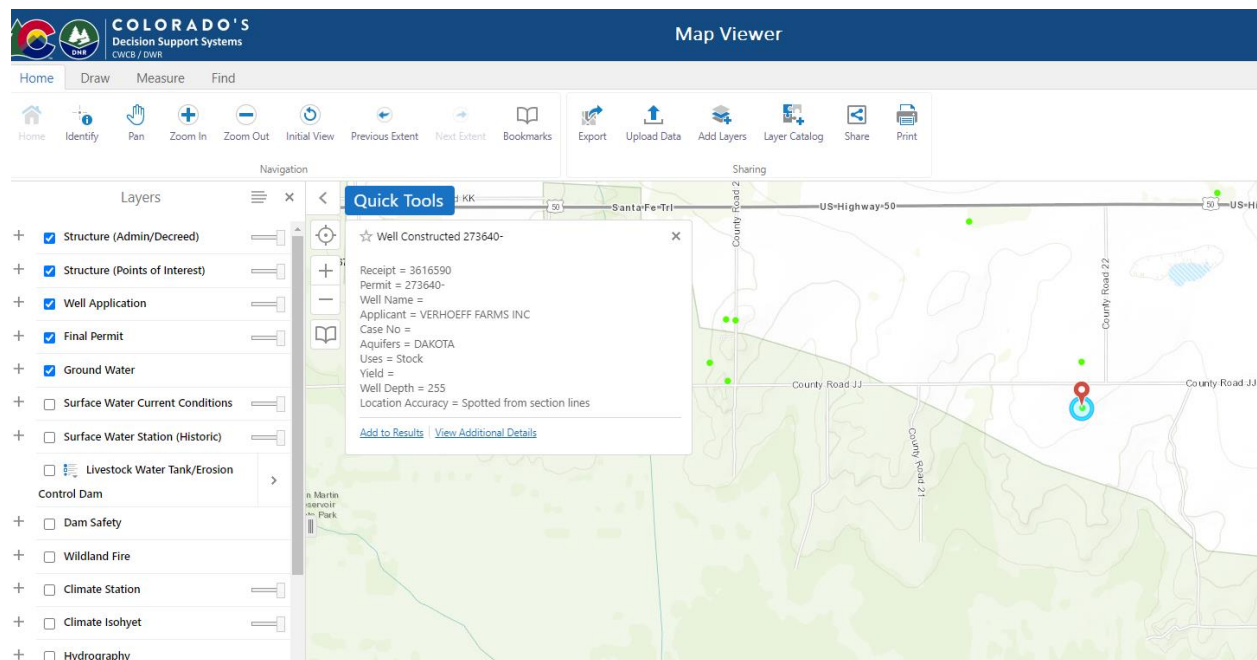 COLORADO'S
Decision Support Systems
CWCB / DWR
DNR
Map Viewer
Home Draw Measure Find
Home Identify Pan Zoom In Zoom Out Initial View Previous Extent Next Extent Bookmarks Export Upload Data Add Layers Layer Catalog Share Print
Navigation Sharing
Layers
Structure (Admin/Decreed)
Structure (Points of Interest)
Well Application
Final Permit
Ground Water
Surface Water Current Conditions
Surface Water Station (Historic)
Livestock Water Tank/Erosion
Control Dam
Dam Safety
Wildland Fire
Climate Station
Climate Isohyet
Hydrography
Quick Tools
Well Constructed 273640-
Receipt = 3616590
Permit = 273640-
Well Name =
Applicant = VERHOEFF FARMS INC
Case No =
Aquifers = DAKOTA
Uses = Stock
Yield =
Well Depth = 255
Location Accuracy = Spotted from section lines
Add to Results View Additional Details
KK
50
Santa Fe Trl
County Road 2
US Highway 50
50
US-Hi
County Road 22
County Road JJ
County Road JJ
County Road 21
n Martin
servoir
Park